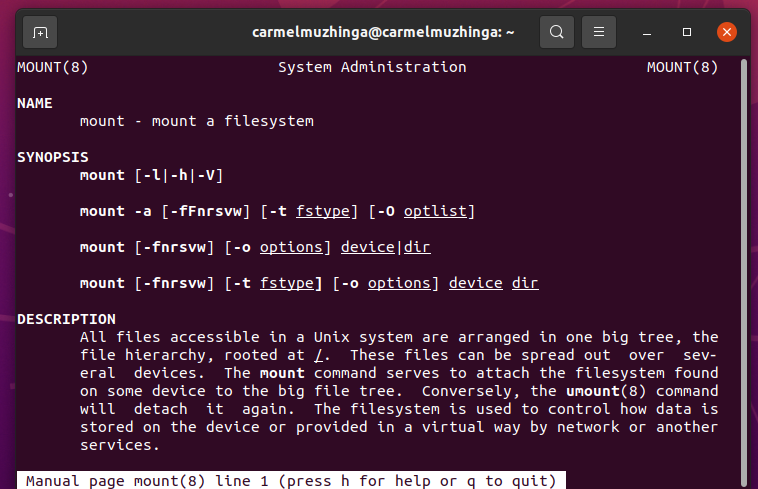 carmelmuzhinga@carmelmuzhinga: ~
MOUNT(8) System Administration MOUNT(8)
NAME
mount - mount a filesystem
SYNOPSIS
mount [-l|-h|-V]
mount -a [-fFnrsvw] [-t fstype] [-O optlist]
mount [-fnrsvw] [-o options] device|dir
mount [-fnrsvw] [-t fstype] [-o options] device dir
DESCRIPTION
All files accessible in a Unix system are arranged in one big tree, the
file hierarchy, rooted at /. These files can be spread out over sev-
eral devices. The mount command serves to attach the filesystem found
on some device to the big file tree. Conversely, the umount(8) command
will detach it again. The filesystem is used to control how data is
stored on the device or provided in a virtual way by network or another
services.
Manual page mount(8) line 1 (press h for help or q to quit)